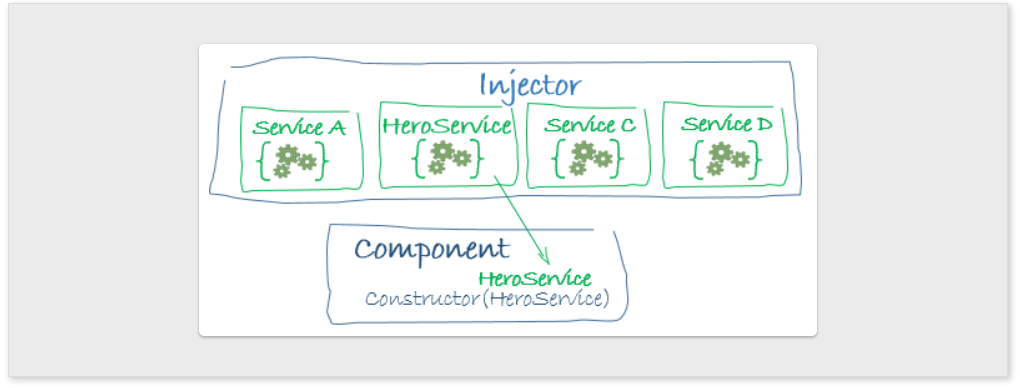 Injector
Service A
HeroService
Service C
Service D
Component
HeroService
Constructor(HeroService)